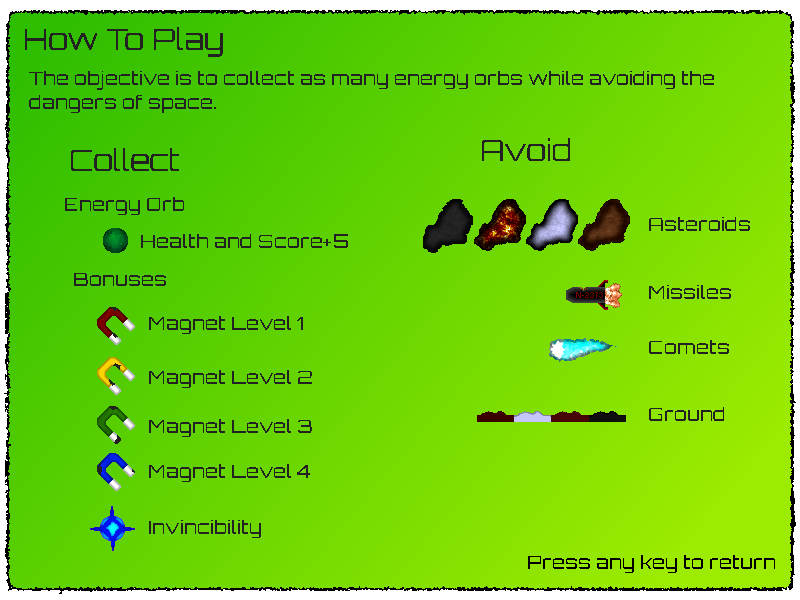 How To Play
The objective is to collect as many energy orbs while avoiding the
dangers of space.
Collect
Energy Orb
Health and Score+5
Bonuses
Magnet Level 1
Magnet Level 2
Magnet Level 3
Magnet Level 4
Invincibility
Avoid
Asteroids
Missiles
Comets
Ground
Press any key to return